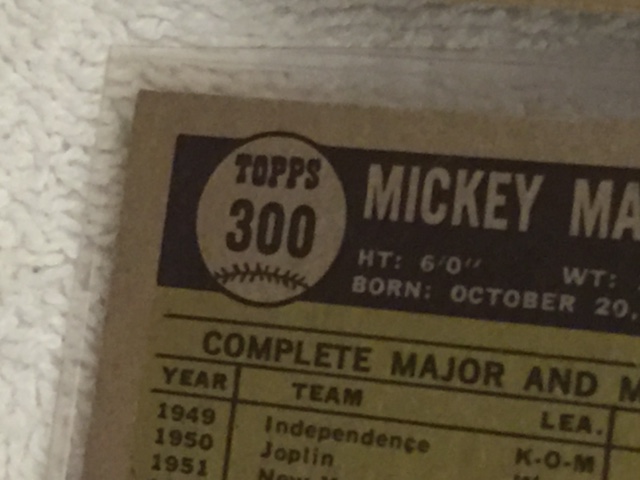 TOPPS
300
MICKEY MA
HT: 6'0" WT:
BORN: OCTOBER 20,
COMPLETE MAJOR AND M
YEAR TEAM LEA.
1949 Independence K-O-M
1950 Joplin
1951 New